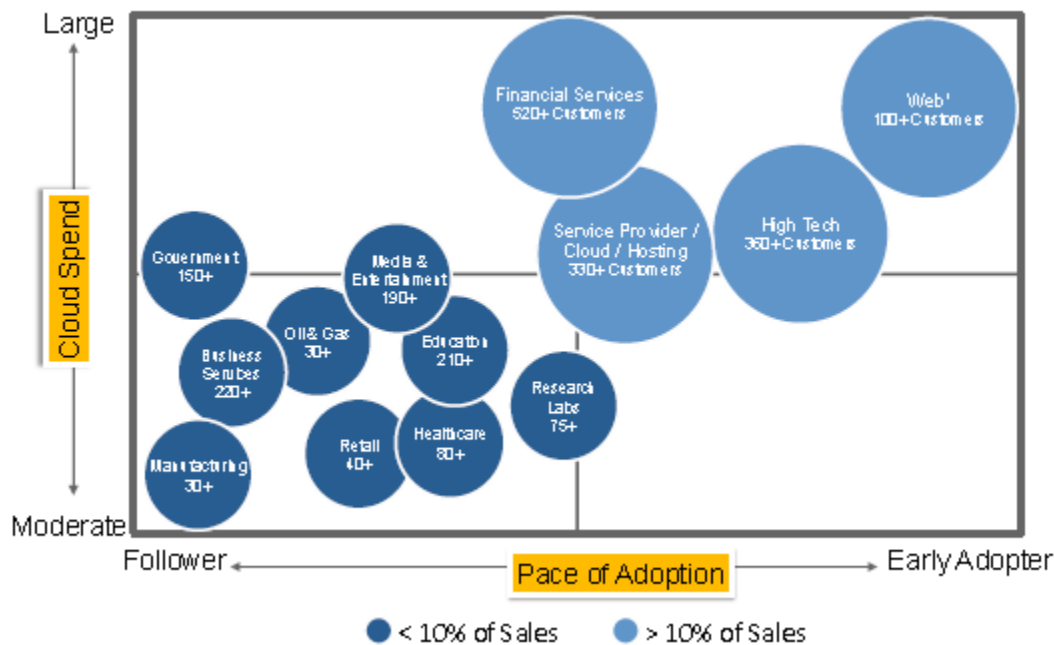 Large
Financial Services
520+ Customers
'Web'
100+ Customers
Service Provider /
Cloud / Hosting
330+ Customers
High Tech
360+ Customers
Cloud Spend
Government
150+
Media &
Entertainment
190+
Oil & Gas
30+
Education
210+
Business
Services
220+
Research
Labs
75+
Manufacturing
30+
Retail
40+
Healthcare
80+
Moderate
Follower
Pace of Adoption
Early Adopter
< 10% of Sales
> 10% of Sales